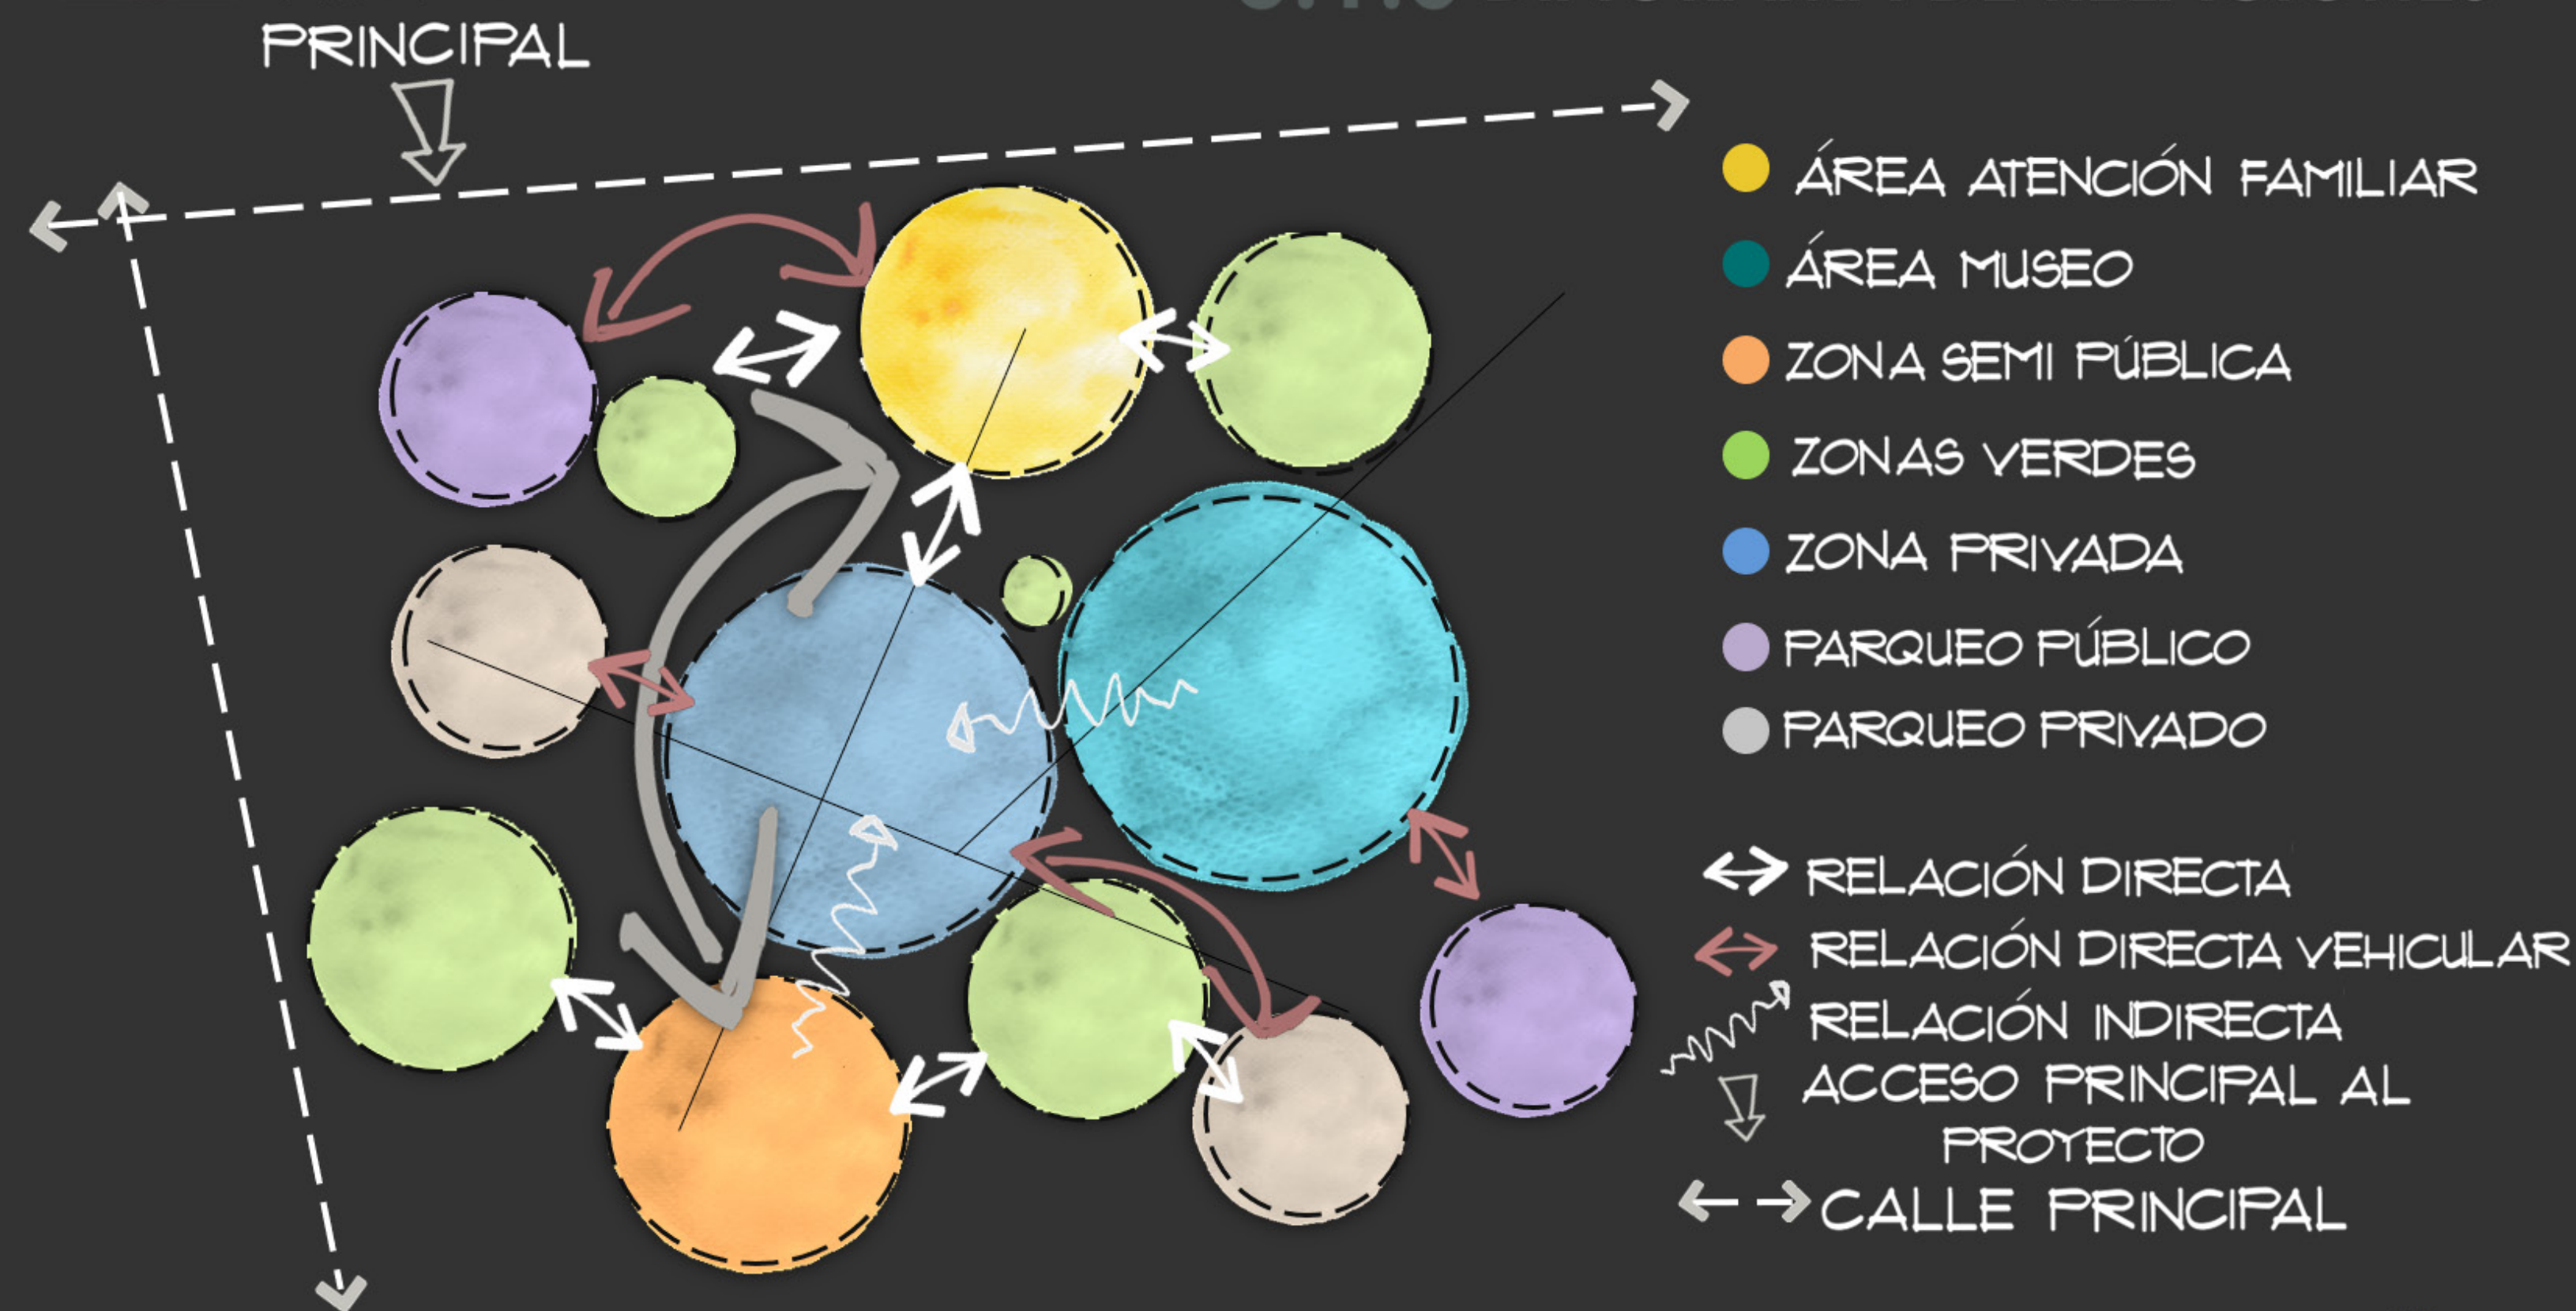 PRINCIPAL
ÁREA ATENCIÓN FAMILIAR
ÁREA MUSEO
ZONA SEMI PÚBLICA
ZONAS VERDES
ZONA PRIVADA
PARQUEO PÚBLICO
PARQUEO PRIVADO
RELACIÓN DIRECTA
RELACIÓN DIRECTA VEHICULAR
RELACIÓN INDIRECTA
ACCESO PRINCIPAL AL
PROYECTO
CALLE PRINCIPAL